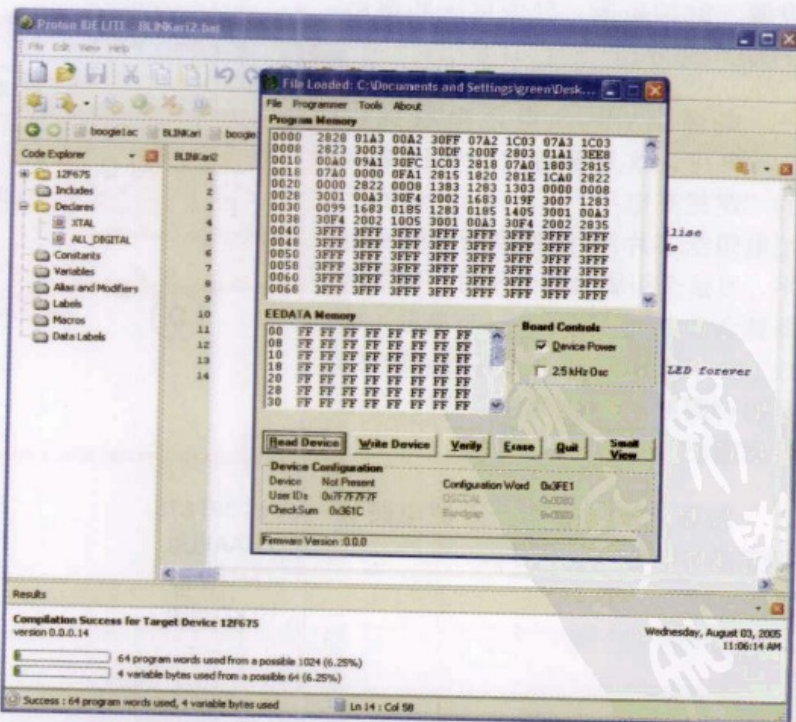 Proton IDE LITE - BLINKari2.bas
File Edit View Help
boogielac BLINKari boogie
Code Explorer
BLINKari2
12F675
Includes
Declares
XTAL
ALL_DIGITAL
Constants
Variables
Alias and Modifiers
Labels
Macros
Data Labels
1
2
3
4
5
6
7
8
9
10
11
12
13
14
LED forever
File Loaded: C:\Documents and Settings\green\Desk...
File Programmer Tools About
Program Memory
0000 2828 01A3 00A2 30FF 07A2 1C03 07A3 1C03
0008 2823 3003 00A1 30DF 200F 2803 01A1 3EE8
0010 00A0 09A1 30FC 1C03 2818 07A0 1803 2815
0018 07A0 0000 0FA1 2815 1820 281E 1CA0 2822
0020 0000 2822 0008 1383 1283 1303 0000 0008
0028 3001 00A3 30F4 2002 1683 019F 3007 1283
0030 0099 1683 0185 1283 0185 1405 3001 00A3
0038 30F4 2002 1005 3001 00A3 30F4 2002 2835
0040 3FFF 3FFF 3FFF 3FFF 3FFF 3FFF 3FFF 3FFF
0048 3FFF 3FFF 3FFF 3FFF 3FFF 3FFF 3FFF 3FFF
0050 3FFF 3FFF 3FFF 3FFF 3FFF 3FFF 3FFF 3FFF
0058 3FFF 3FFF 3FFF 3FFF 3FFF 3FFF 3FFF 3FFF
0060 3FFF 3FFF 3FFF 3FFF 3FFF 3FFF 3FFF 3FFF
0068 3FFF 3FFF 3FFF 3FFF 3FFF 3FFF 3FFF 3FFF
EEDATA Memory
00 FF FF FF FF FF FF FF FF
08 FF FF FF FF FF FF FF FF
10 FF FF FF FF FF FF FF FF
18 FF FF FF FF FF FF FF FF
20 FF FF FF FF FF FF FF FF
28 FF FF FF FF FF FF FF FF
30 FF FF FF FF FF FF FF FF
Board Controls
Device Power
2.5 kHz Osc
Read Device Write Device Verify Erase Quit Small View
Device Configuration
Device Not Present
User IDs 0x7F7F7F7F
CheckSum 0x361C
Configuration Word 0x3FE1
OSCCAL
Bandgap
Firmware Version :0.0.0
Results
Compilation Success for Target Device 12F675
version 0.0.0.14
Wednesday, August 03, 2005
11:06:14 AM
64 program words used from a possible 1024 (6.25%)
4 variable bytes used from a possible 64 (6.25%)
Success : 64 program words used, 4 variable bytes used Ln 14 : Col 58